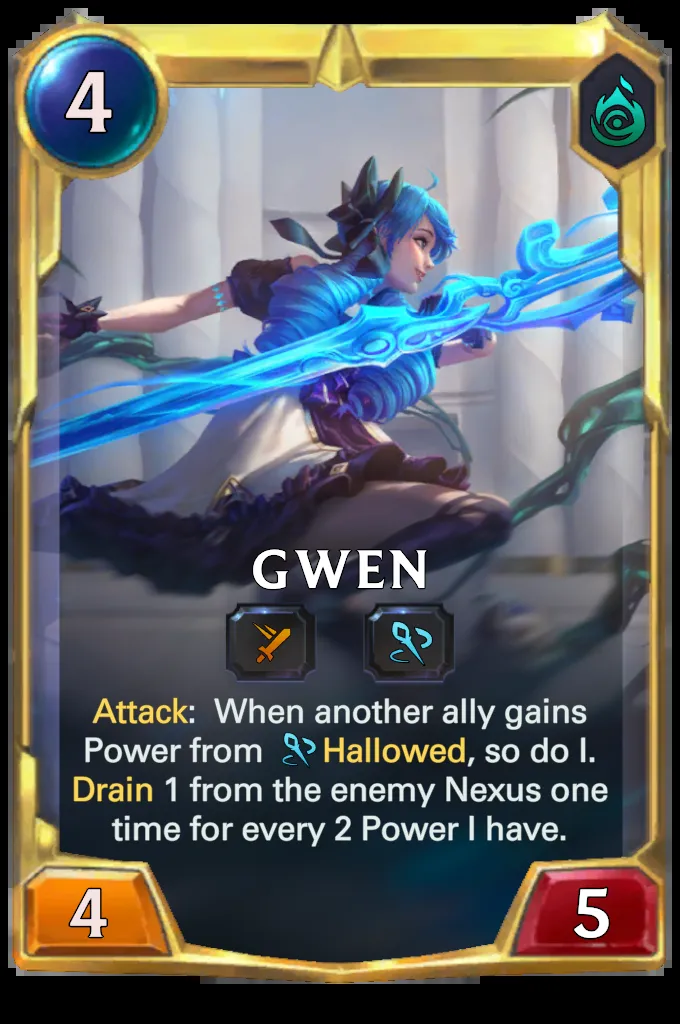 4
GWEN
Attack: When another ally gains
Power from Hallowed, so do I.
Drain 1 from the enemy Nexus one
time for every 2 Power I have.
4
5